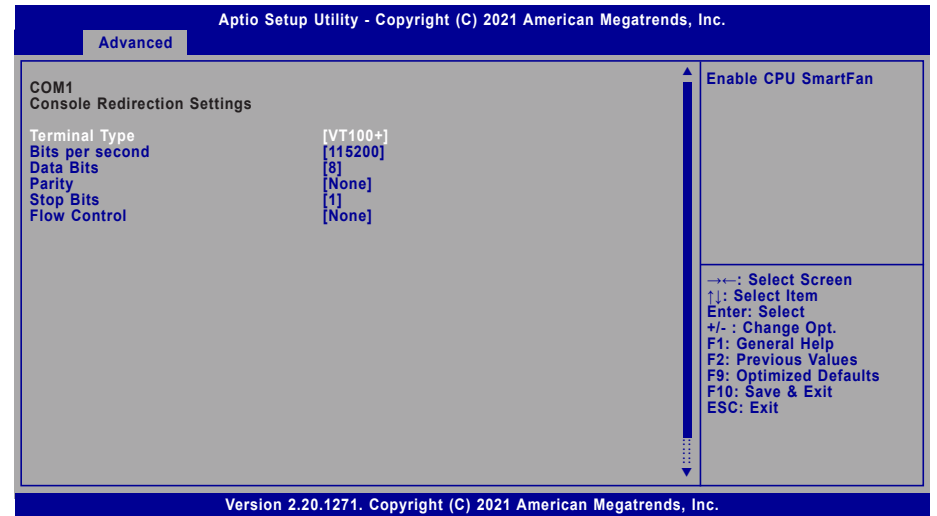 Aptio Setup Utility - Copyright (C) 2021 American Megatrends, Inc.
Advanced
COM1
Console Redirection Settings
Terminal Type [VT100+]
Bits per second [115200]
Data Bits [8]
Parity [None]
Stop Bits [1]
Flow Control [None]
Enable CPU SmartFan
→←: Select Screen
↑↓: Select Item
Enter: Select
+/- : Change Opt.
F1: General Help
F2: Previous Values
F9: Optimized Defaults
F10: Save & Exit
ESC: Exit
Version 2.20.1271. Copyright (C) 2021 American Megatrends, Inc.